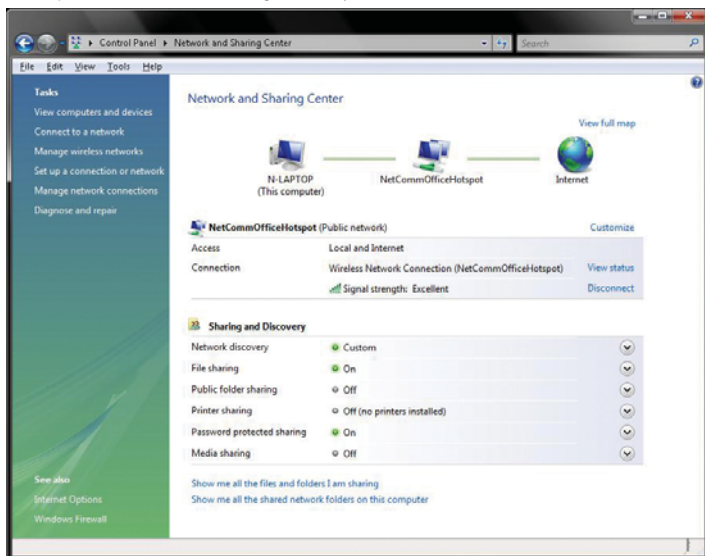 Control Panel ▸ Network and Sharing Center
Search
File Edit View Tools Help
Tasks
View computers and devices
Connect to a network
Manage wireless networks
Set up a connection or network
Manage network connections
Diagnose and repair
See also
Internet Options
Windows Firewall
Network and Sharing Center
View full map
N-LAPTOP
(This computer)
NetCommOfficeHotspot
Internet
NetCommOfficeHotspot (Public network) Customize
Access Local and Internet
Connection Wireless Network Connection (NetCommOfficeHotspot) View status
Signal strength: Excellent Disconnect
Sharing and Discovery
Network discovery Custom
File sharing On
Public folder sharing Off
Printer sharing Off (no printers installed)
Password protected sharing On
Media sharing Off
Show me all the files and folders I am sharing
Show me all the shared network folders on this computer